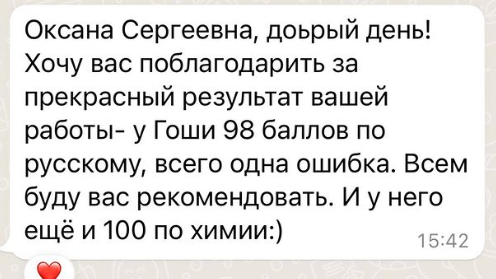 Оксана Сергеевна, доьрый день!
Хочу вас поблагодарить за
прекрасный результат вашей
работы- у Гоши 98 баллов по
русскому, всего одна ошибка. Всем
буду вас рекомендовать. И у него
ещё и 100 по химии:)
15:42